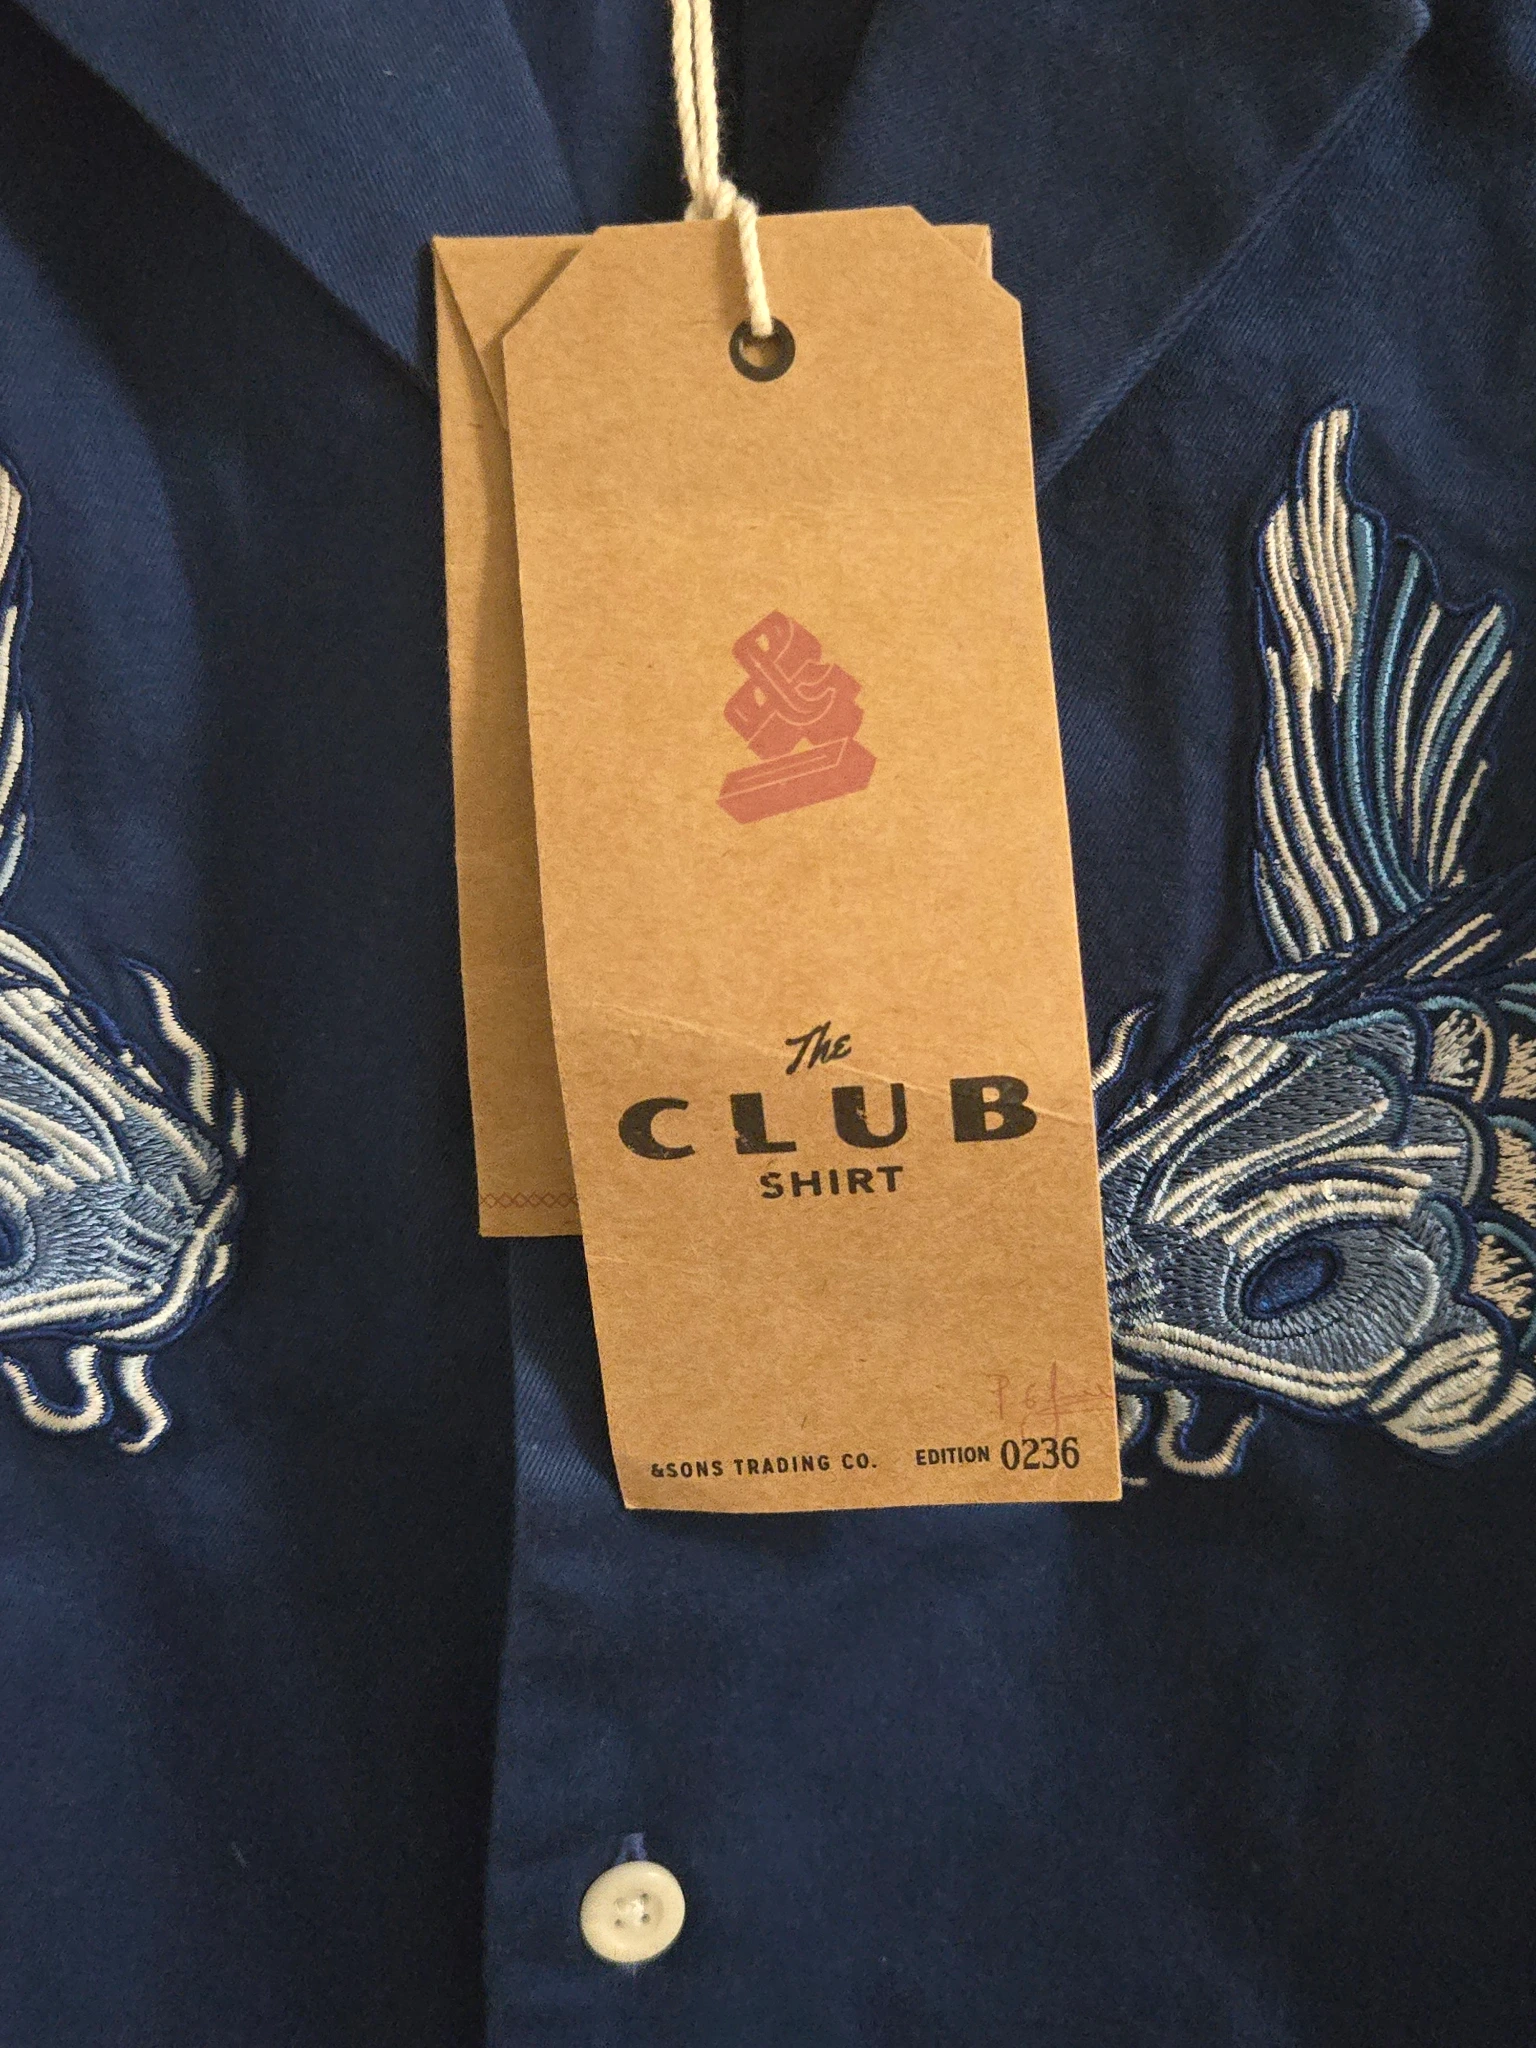 &
The
CLUB
SHIRT
&SONS TRADING CO. EDITION 0236